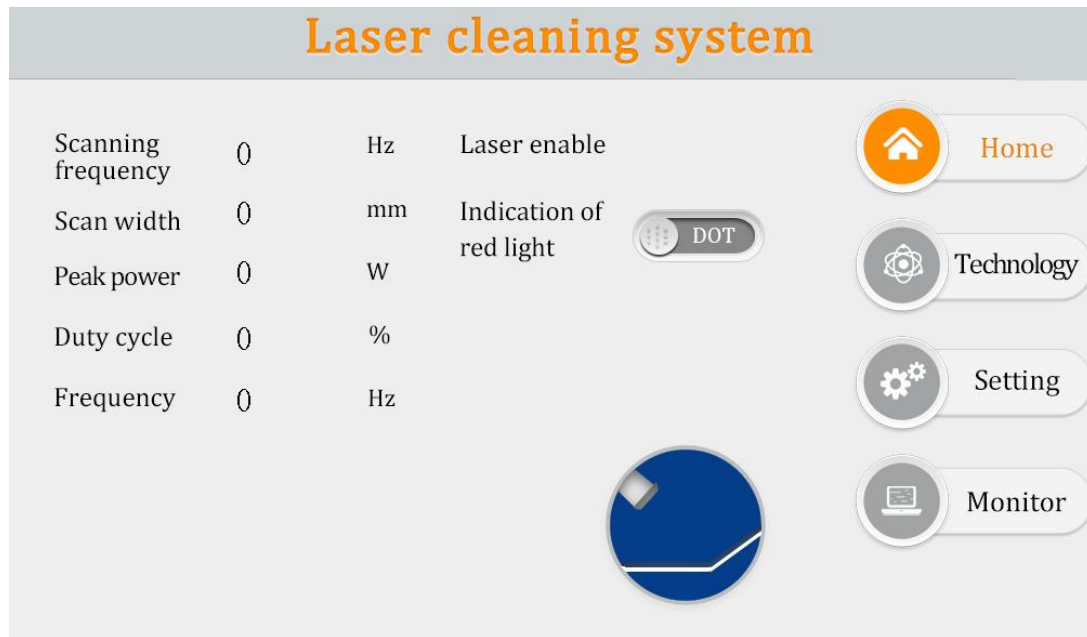 Laser cleaning system
Scanning
frequency
0
Hz
Scan width
0
mm
Peak power
0
W
Duty cycle
0
%
Frequency
0
Hz
Laser enable
Indication of
red light
DOT
Home
Technology
Setting
Monitor